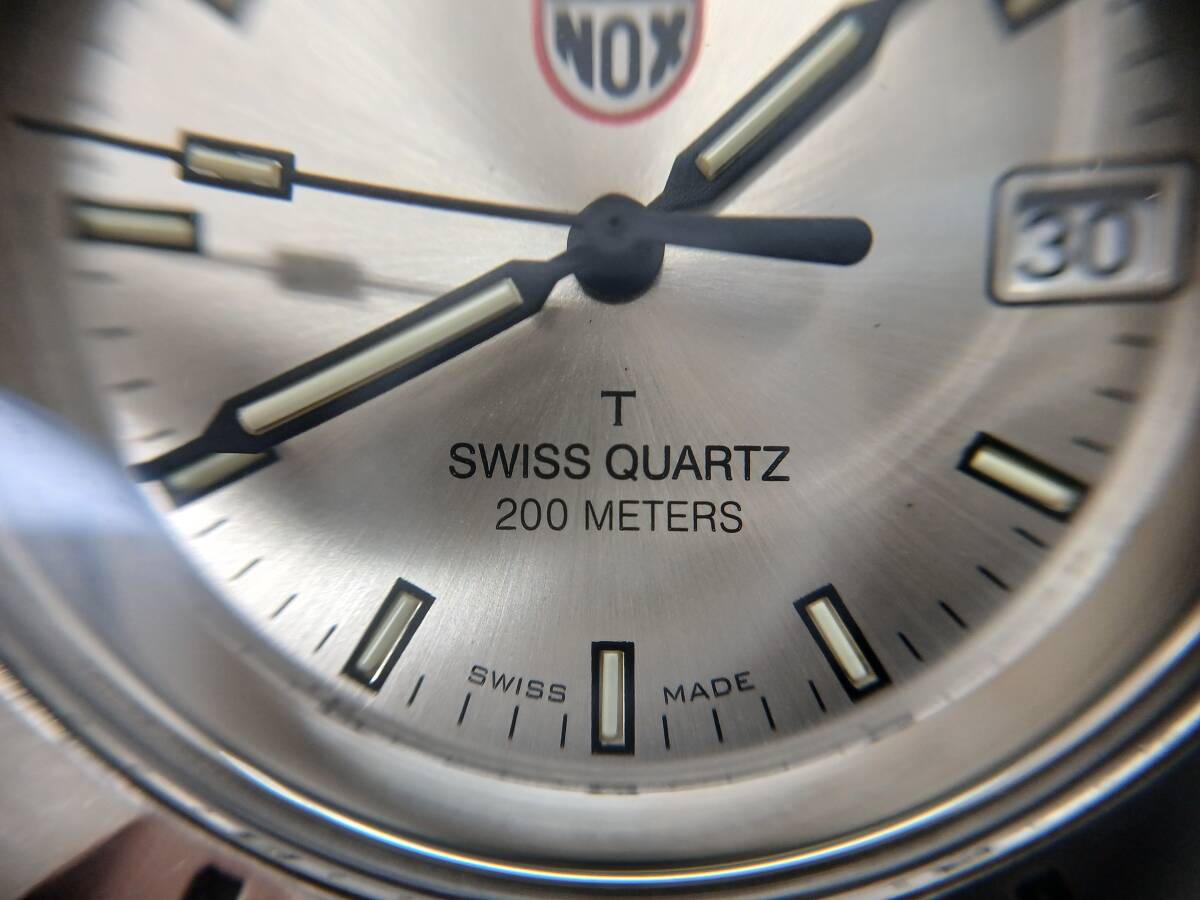 NOX
30
T
SWISS QUARTZ
200 METERS
SWISS MADE